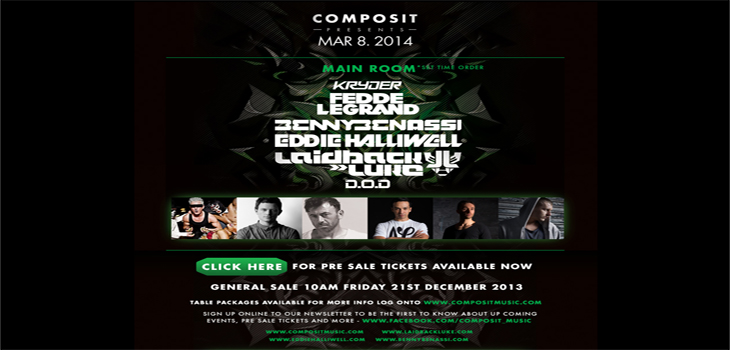 COMPOSIT
PRESENTS
MAR 8. 2014
MAIN ROOM *SET TIME ORDER
KRYDER
FEDDE
LEGRAND
BENNYBENASSI
EDDIE HALLIWELL
Laidback
LUKE
D.O.D
CLICK HERE FOR PRE SALE TICKETS AVAILABLE NOW
GENERAL SALE 10AM FRIDAY 21ST DECEMBER 2013
TABLE PACKAGES AVAILABLE FOR MORE INFO LOG ONTO WWW.COMPOSITMUSIC.COM
SIGN UP ONLINE TO OUR NEWSLETTER TO BE THE FIRST TO KNOW ABOUT UP COMING
EVENTS, PRE SALE TICKETS AND MORE - WWW.FACEBOOK.COM/COMPOSIT_MUSIC
WWW.COMPOSITMUSIC.COM WWW.LAIDBACKLUKE.COM
WWW.EDDIEHALLIWELL.COM WWW.BENNYBENASSI.COM